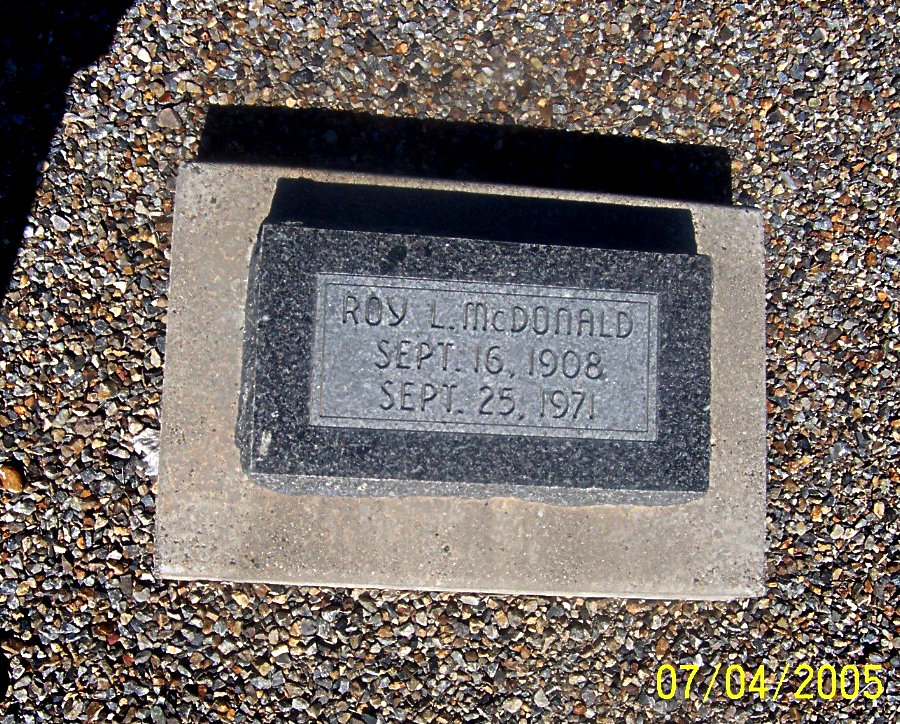 ROY L. McDONALD
SEPT. 16, 1908
SEPT. 25, 1971
07/04/2005